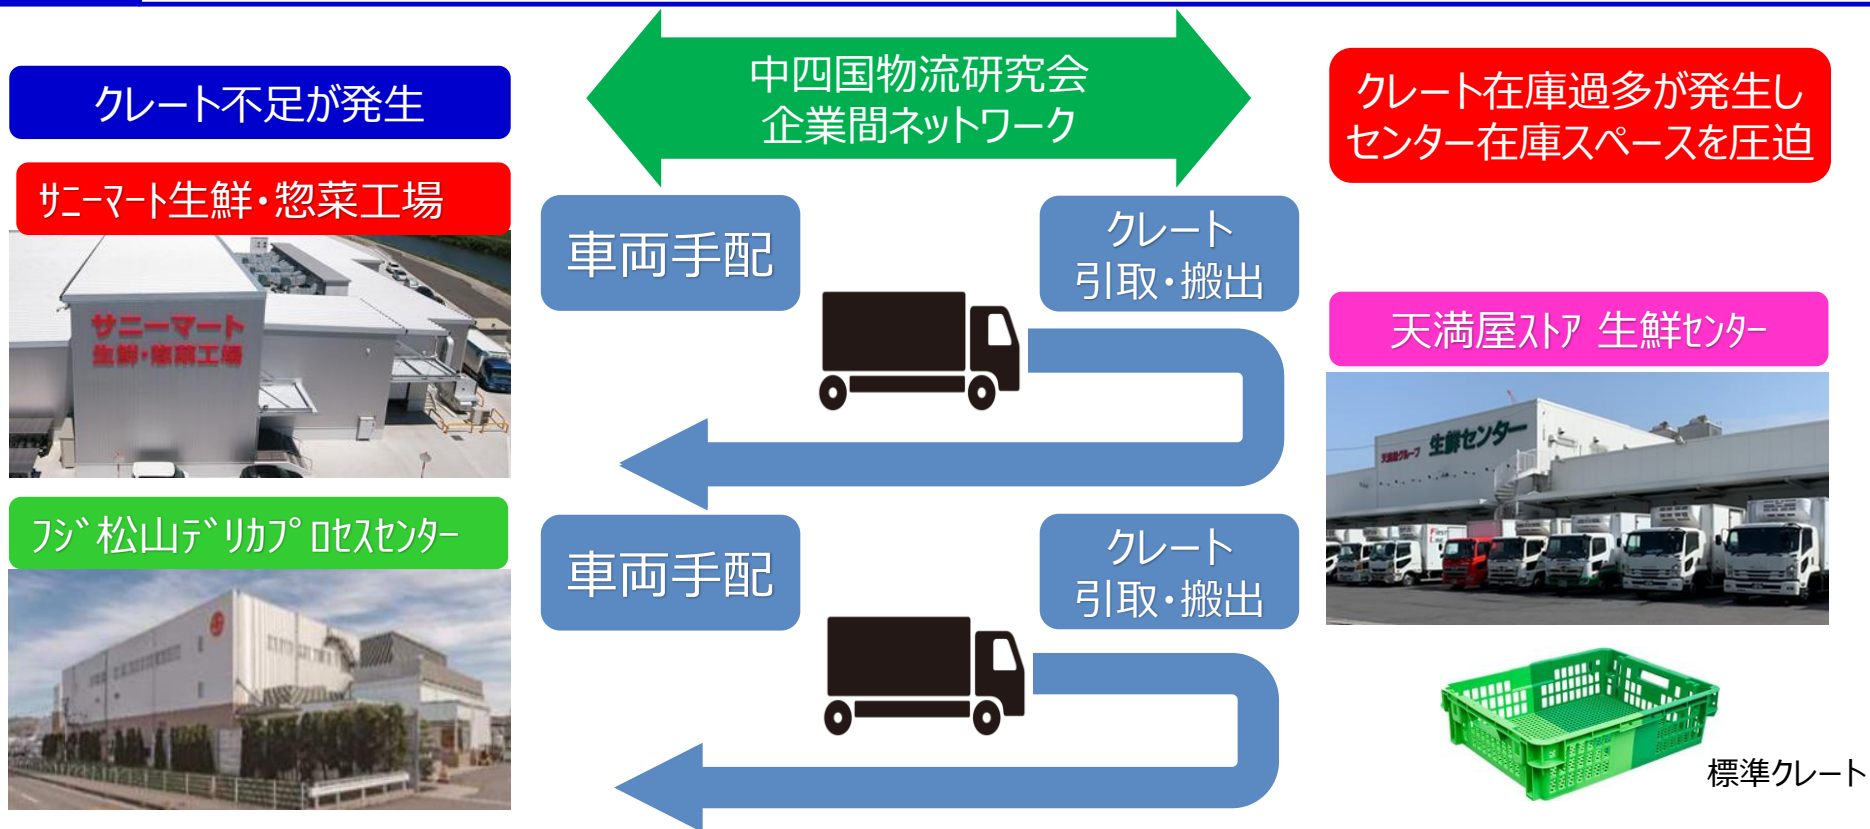 クレート不足が発生
中四国物流研究会
企業間ネットワーク
クレート在庫過多が発生し
センター在庫スペースを圧迫
ｻﾆｰﾏｰﾄ生鮮･惣菜工場
サニーマート
生鮮・惣菜工場
車両手配
クレート
引取・搬出
天満屋ｽﾄｱ 生鮮ｾﾝﾀｰ
天満屋グループ 生鮮センター
ﾌｼﾞ松山ﾃﾞﾘｶﾌﾟﾛｾｽｾﾝﾀｰ
車両手配
クレート
引取・搬出
標準クレート